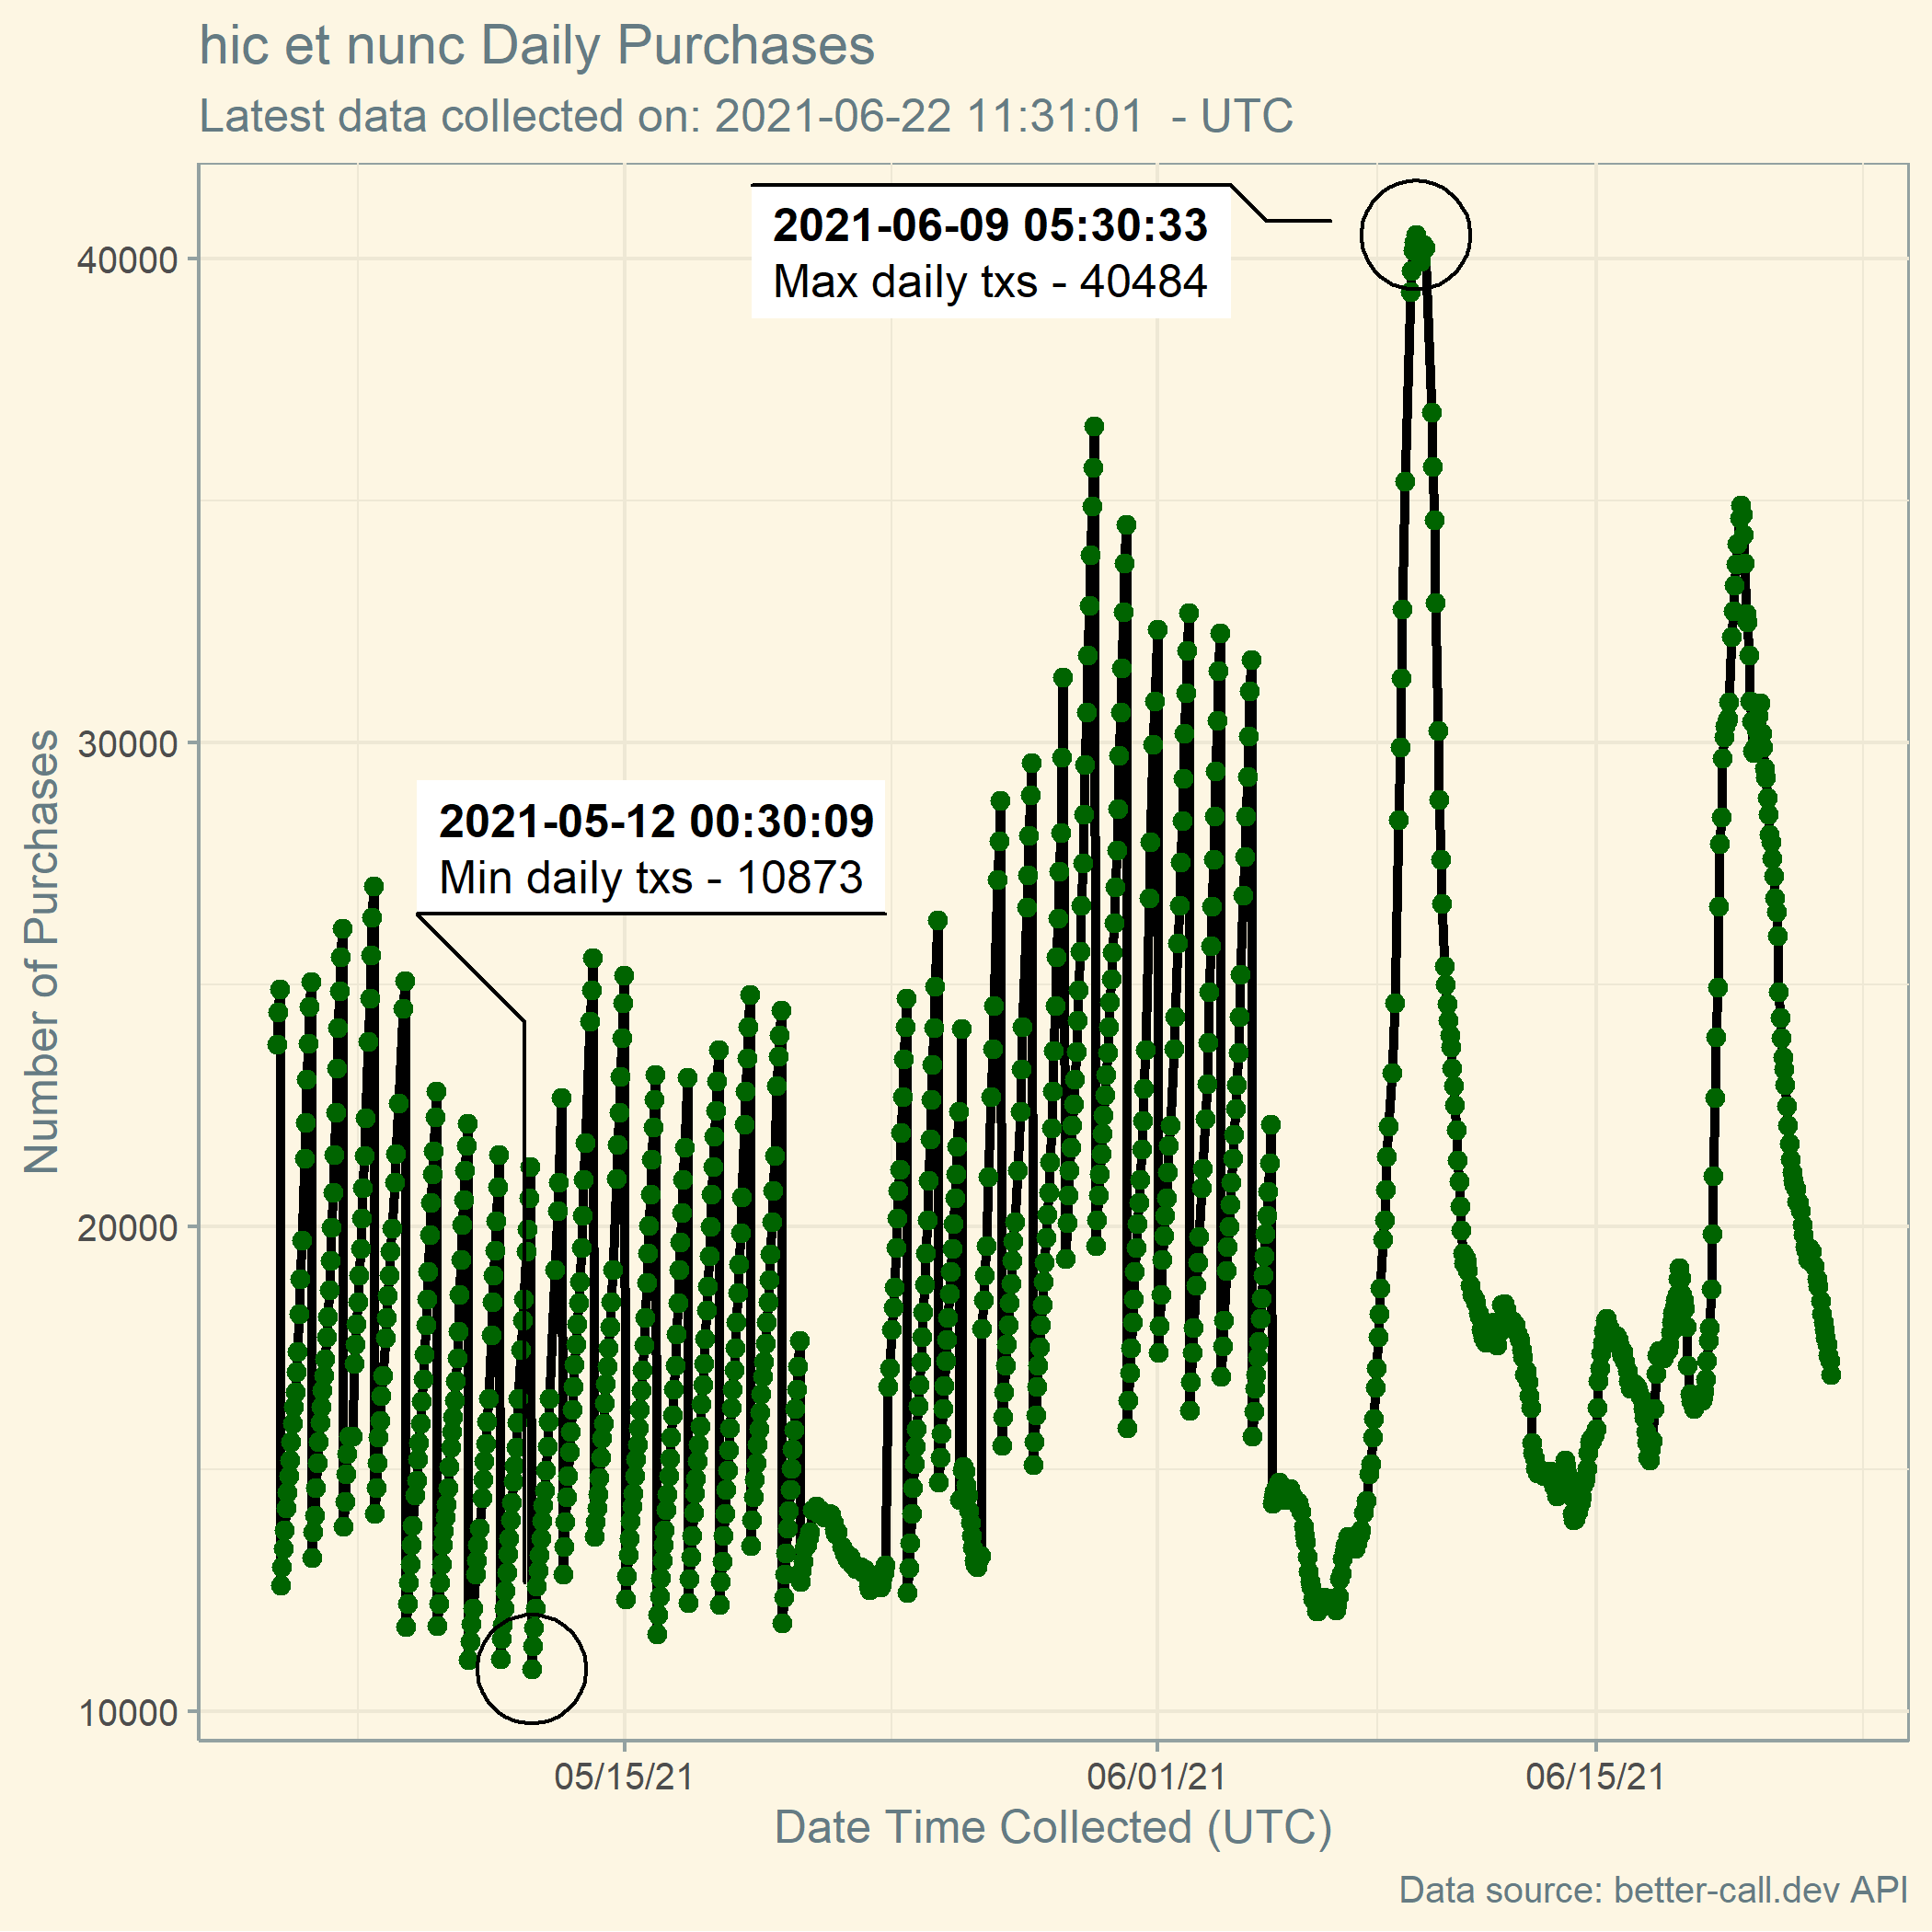 hic et nunc Daily Purchases
Latest data collected on: 2021-06-22 11:31:01  - UTC
2021-06-09 05:30:33
Max daily txs - 40484
40000
30000
2021-05-12 00:30:09
Min daily txs - 10873
Number of Purchases
20000
10000
05/15/21
06/01/21
06/15/21
Date Time Collected (UTC)
Data source: better-call.dev API